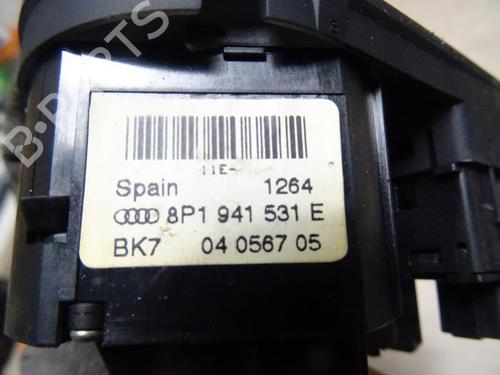 B-PARTS
11E-
Spain 1264
8P1 941 531 E
BK7 04 0567 05